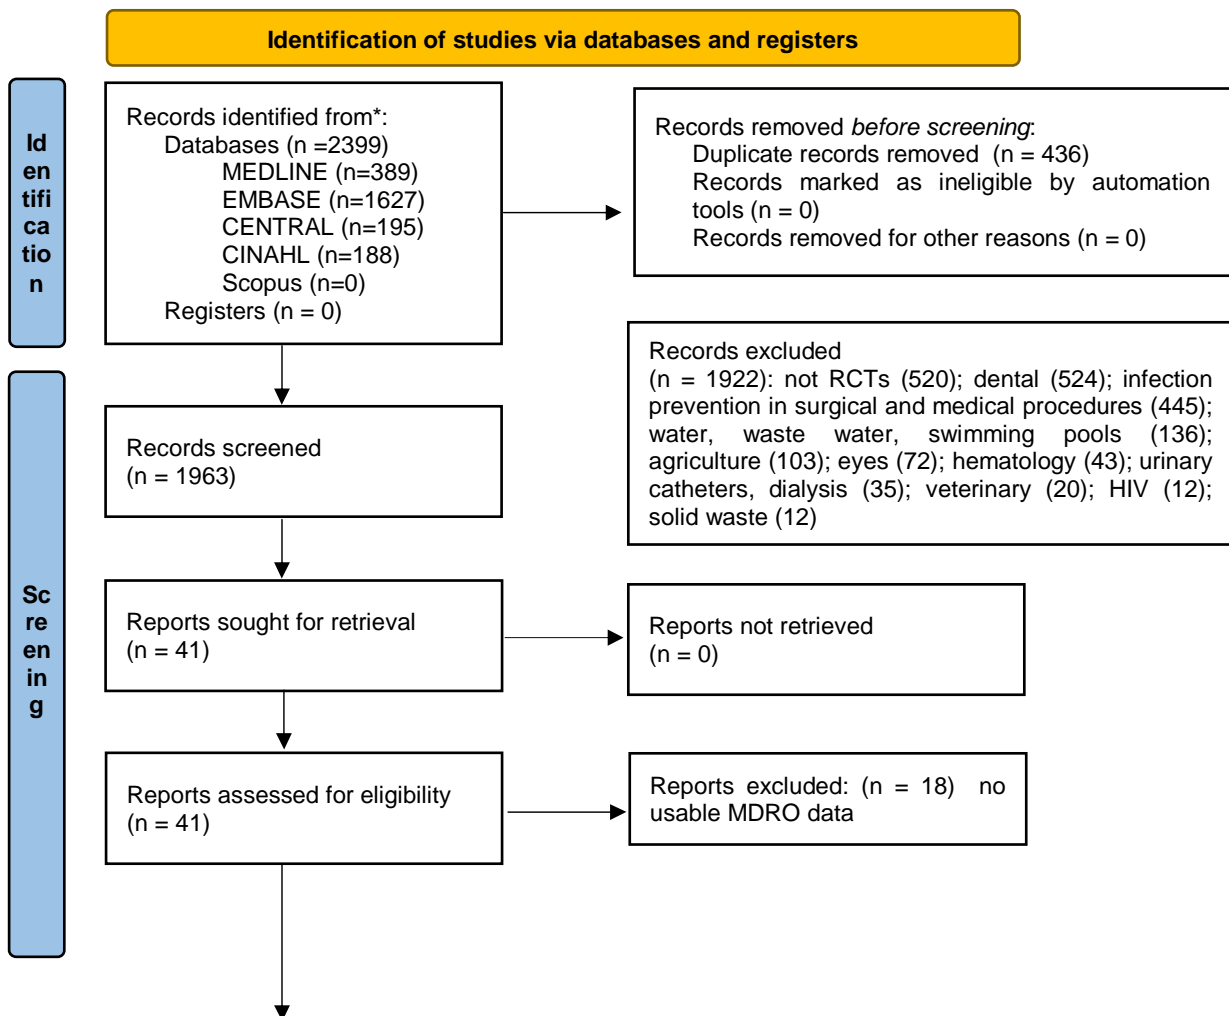 Identification of studies via databases and registers
Id
en
tifi
ca
tio
n
Records identified from*:
Databases (n =2399)
MEDLINE (n=389)
EMBASE (n=1627)
CENTRAL (n=195)
CINAHL (n=188)
Scopus (n=0)
Registers (n = 0)
Records removed before screening:
Duplicate records removed (n = 436)
Records marked as ineligible by automation
tools (n = 0)
Records removed for other reasons (n = 0)
Sc
re
en
in
g
Records screened
(n = 1963)
Records excluded
(n = 1922): not RCTs (520); dental (524); infection
prevention in surgical and medical procedures (445);
water, waste water, swimming pools (136);
agriculture (103); eyes (72); hematology (43); urinary
catheters, dialysis (35); veterinary (20); HIV (12);
solid waste (12)
Reports sought for retrieval
(n = 41)
Reports not retrieved
(n = 0)
Reports assessed for eligibility
(n = 41)
Reports excluded: (n = 18) no
usable MDRO data